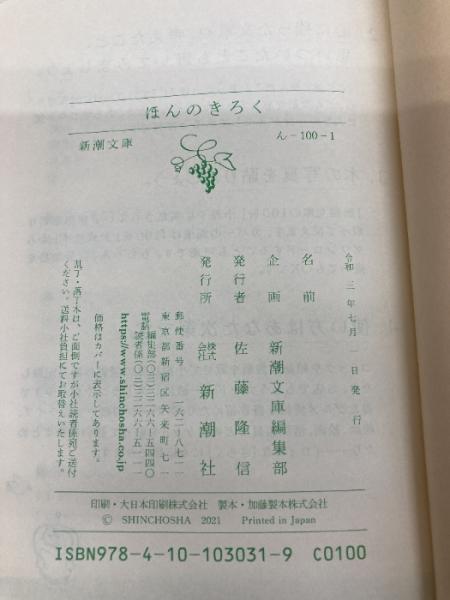 ほんのきろく
新潮文庫
ん-100-1
令和三年七月一日発行
名前
企画 新潮文庫編集部
発行者 佐藤隆信
発行所 株式会社 新潮社
郵便番号 一六二-八七一一
東京都新宿区矢来町七一
電話 編集部(〇三)三二六六-五四四〇
読者係(〇三)三二六六-五一一一
https://www.shinchosha.co.jp
価格はカバーに表示してあります。
乱丁・落丁本は、ご面倒ですが小社読者係宛ご送付
ください。送料小社負担にてお取替えいたします。
印刷・大日本印刷株式会社 製本・加藤製本株式会社
© SHINCHOSHA 2021 Printed in Japan
ISBN978-4-10-103031-9 C0100